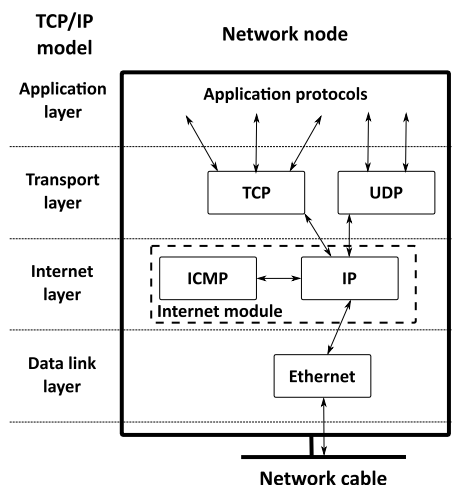 TCP/IP
model
Network node
Application
layer
Application protocols
Transport
layer
TCP
UDP
Internet
layer
ICMP
IP
Internet module
Data link
layer
Ethernet
Network cable